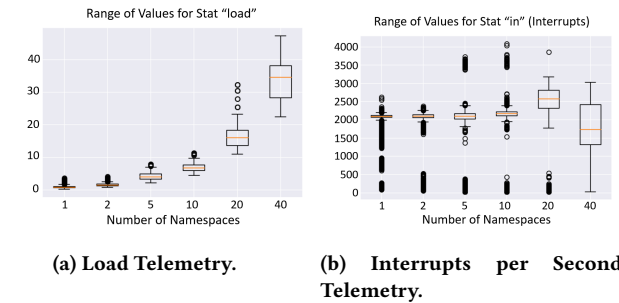 Range of Values for Stat “load”
40
30
20
10
0
1 2 5 10 20 40
Number of Namespaces
(a) Load Telemetry.
Range of Values for Stat “in” (Interrupts)
4000
3500
3000
2500
2000
1500
1000
500
0
1 2 5 10 20 40
Number of Namespaces
(b) Interrupts per Second
Telemetry.